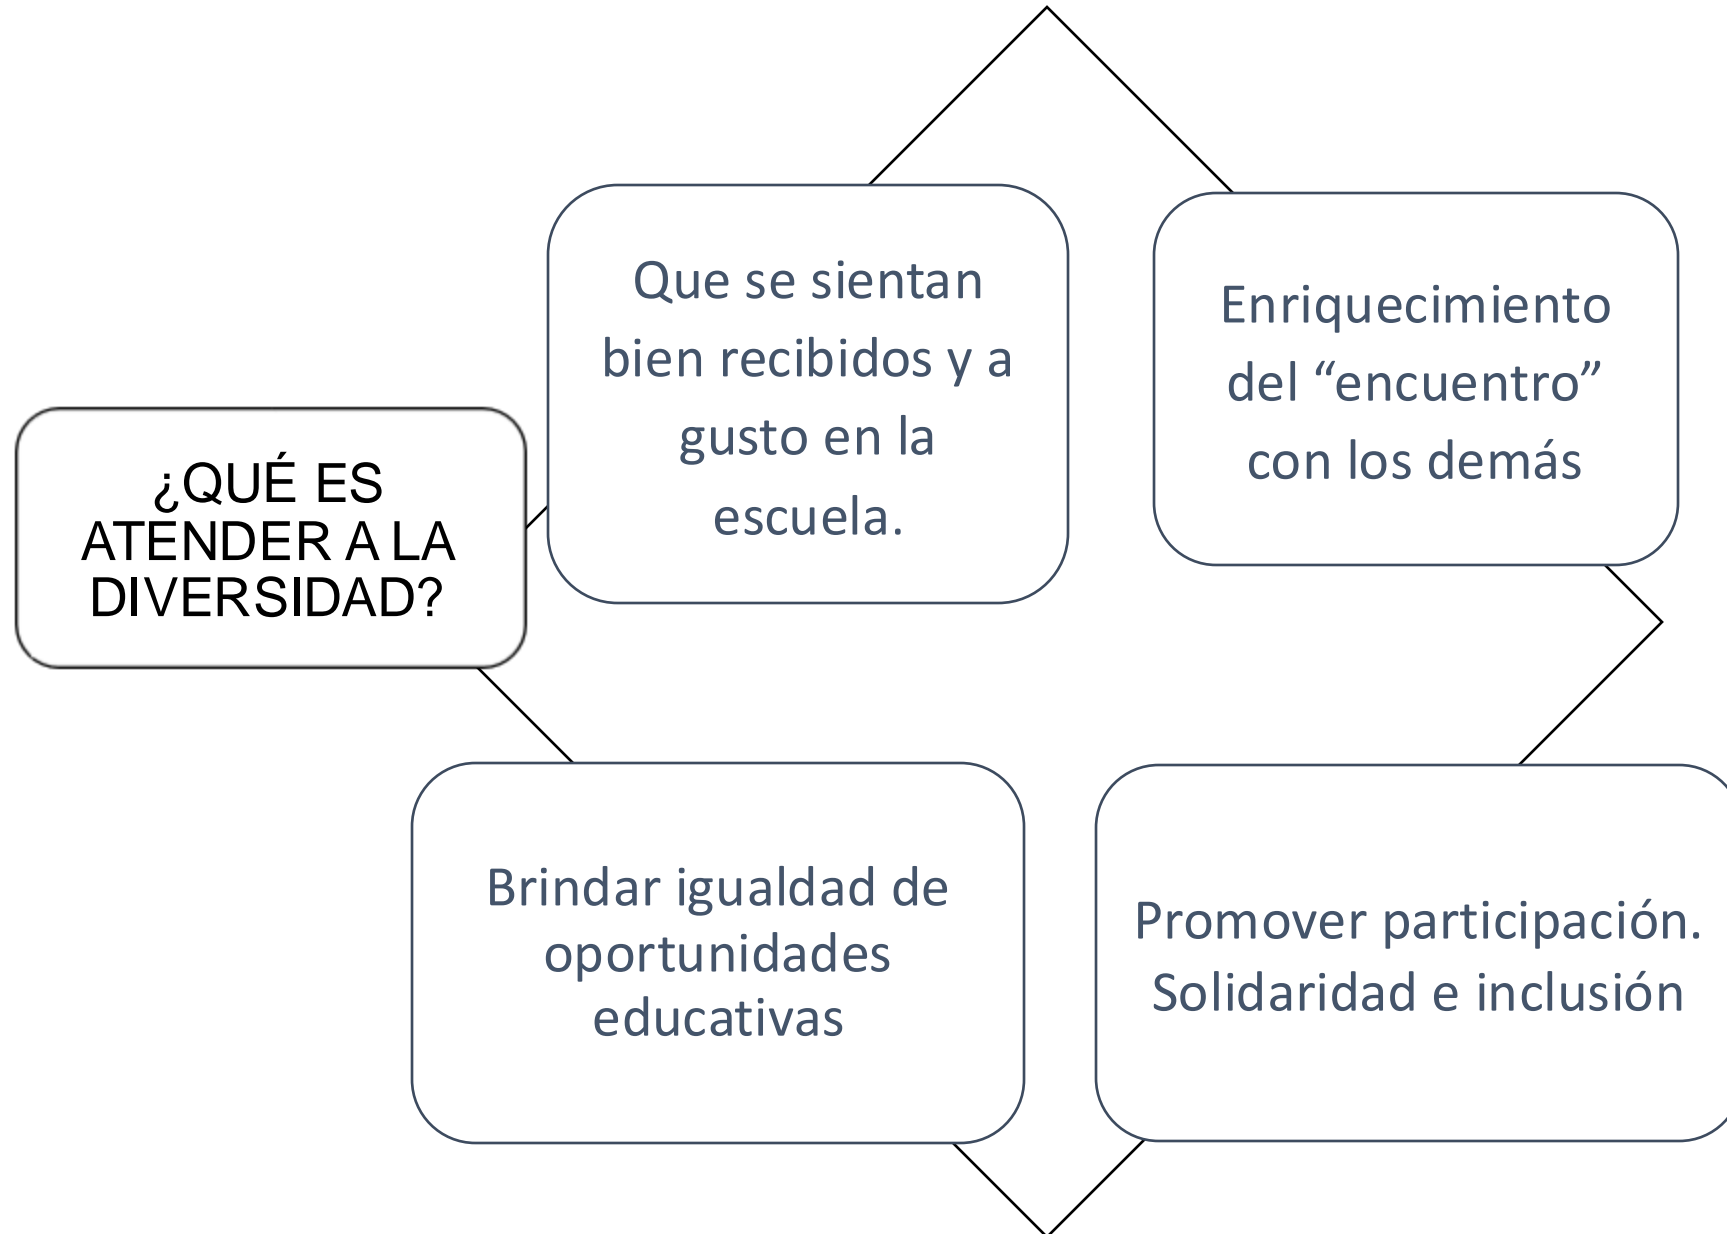 ¿QUÉ ES
ATENDER A LA
DIVERSIDAD?
Que se sientan
bien recibidos y a
gusto en la
escuela.
Enriquecimiento
del “encuentro”
con los demás
Brindar igualdad de
oportunidades
educativas
Promover participación.
Solidaridad e inclusión